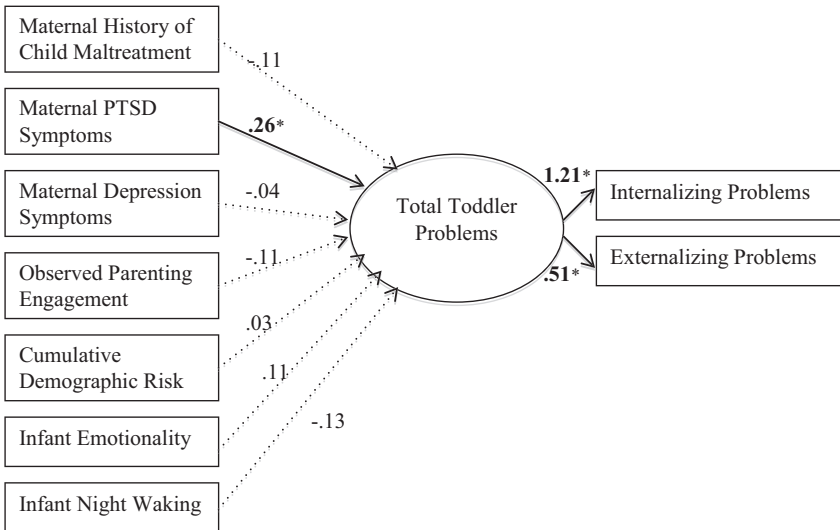 Maternal History of
Child Maltreatment
-.11
Maternal PTSD
Symptoms
.26*
Maternal Depression
Symptoms
-.04
Observed Parenting
Engagement
-.11
Cumulative
Demographic Risk
.03
Infant Emotionality
.11
Infant Night Waking
-.13
Total Toddler
Problems
1.21*
Internalizing Problems
Externalizing Problems
.51*